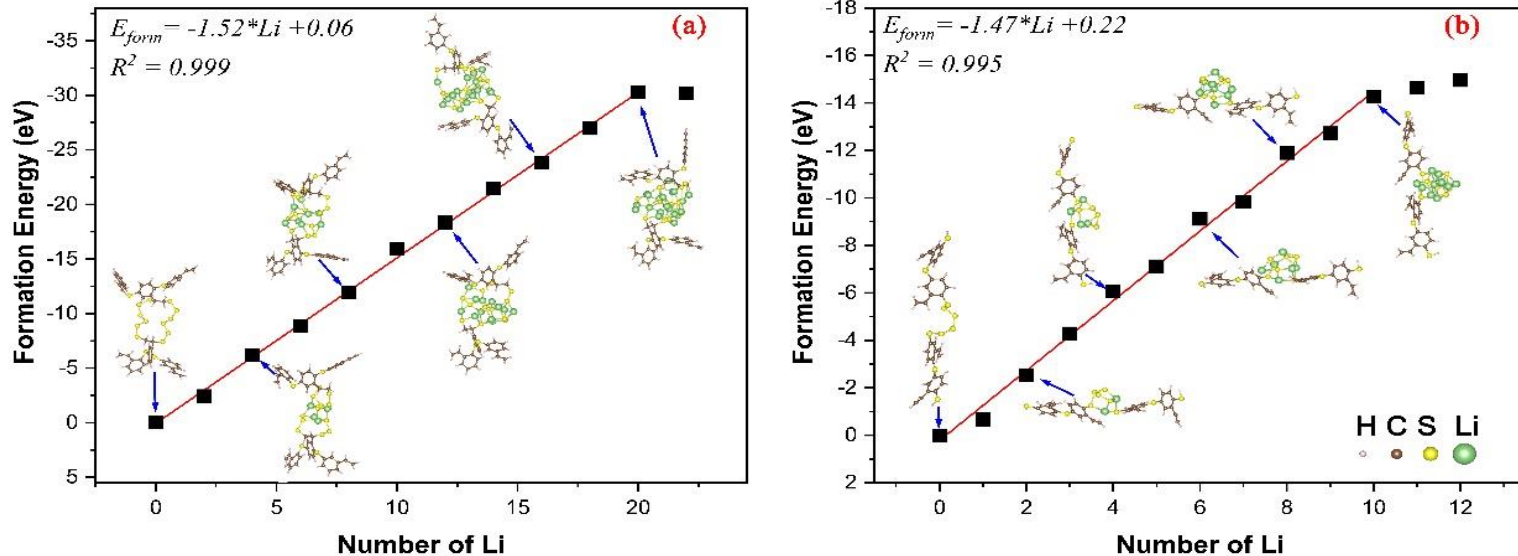 E_form = -1.52*Li +0.06
R² = 0.999
(a)
-35
-30
-25
-20
-15
-10
-5
0
5
Formation Energy (eV)
0 5 10 15 20
Number of Li
E_form = -1.47*Li +0.22
R² = 0.995
(b)
-18
-16
-14
-12
-10
-8
-6
-4
-2
0
2
Formation Energy (eV)
H C S Li
0 2 4 6 8 10 12
Number of Li